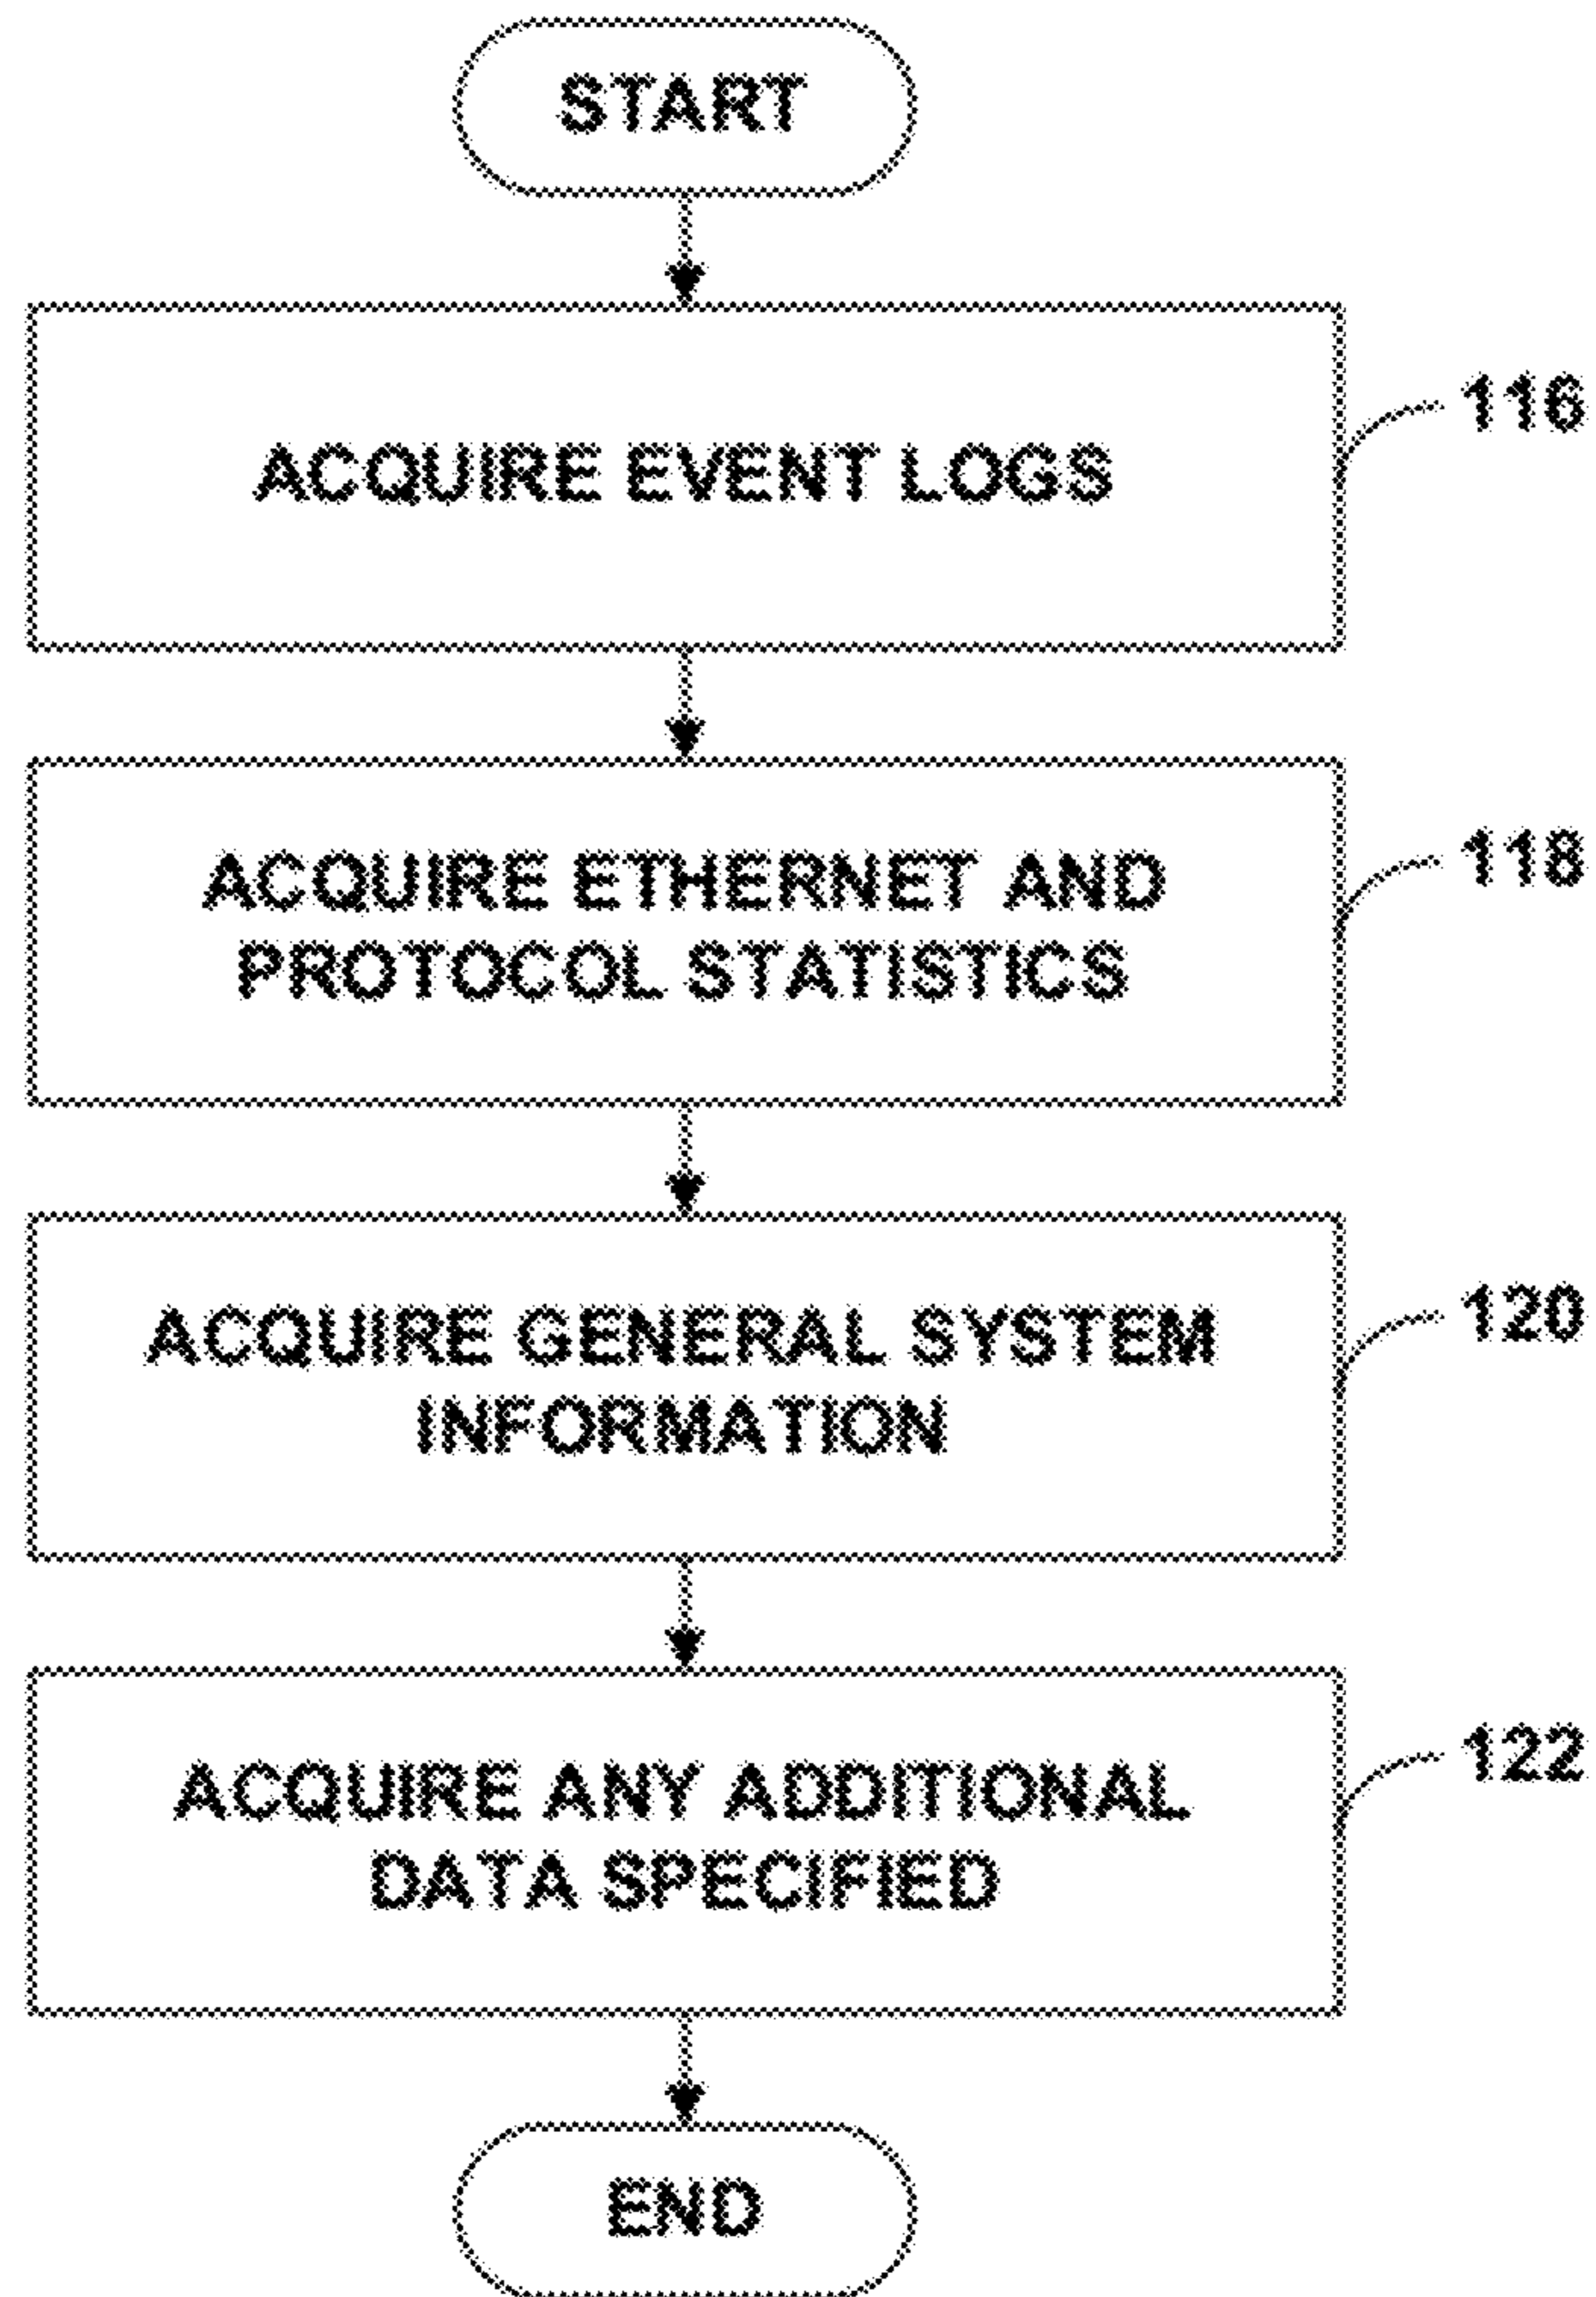 START
ACQUIRE EVENT LOGS
116
ACQUIRE ETHERNET AND
PROTOCOL STATISTICS
118
ACQUIRE GENERAL SYSTEM
INFORMATION
120
ACQUIRE ANY ADDITIONAL
DATA SPECIFIED
122
END